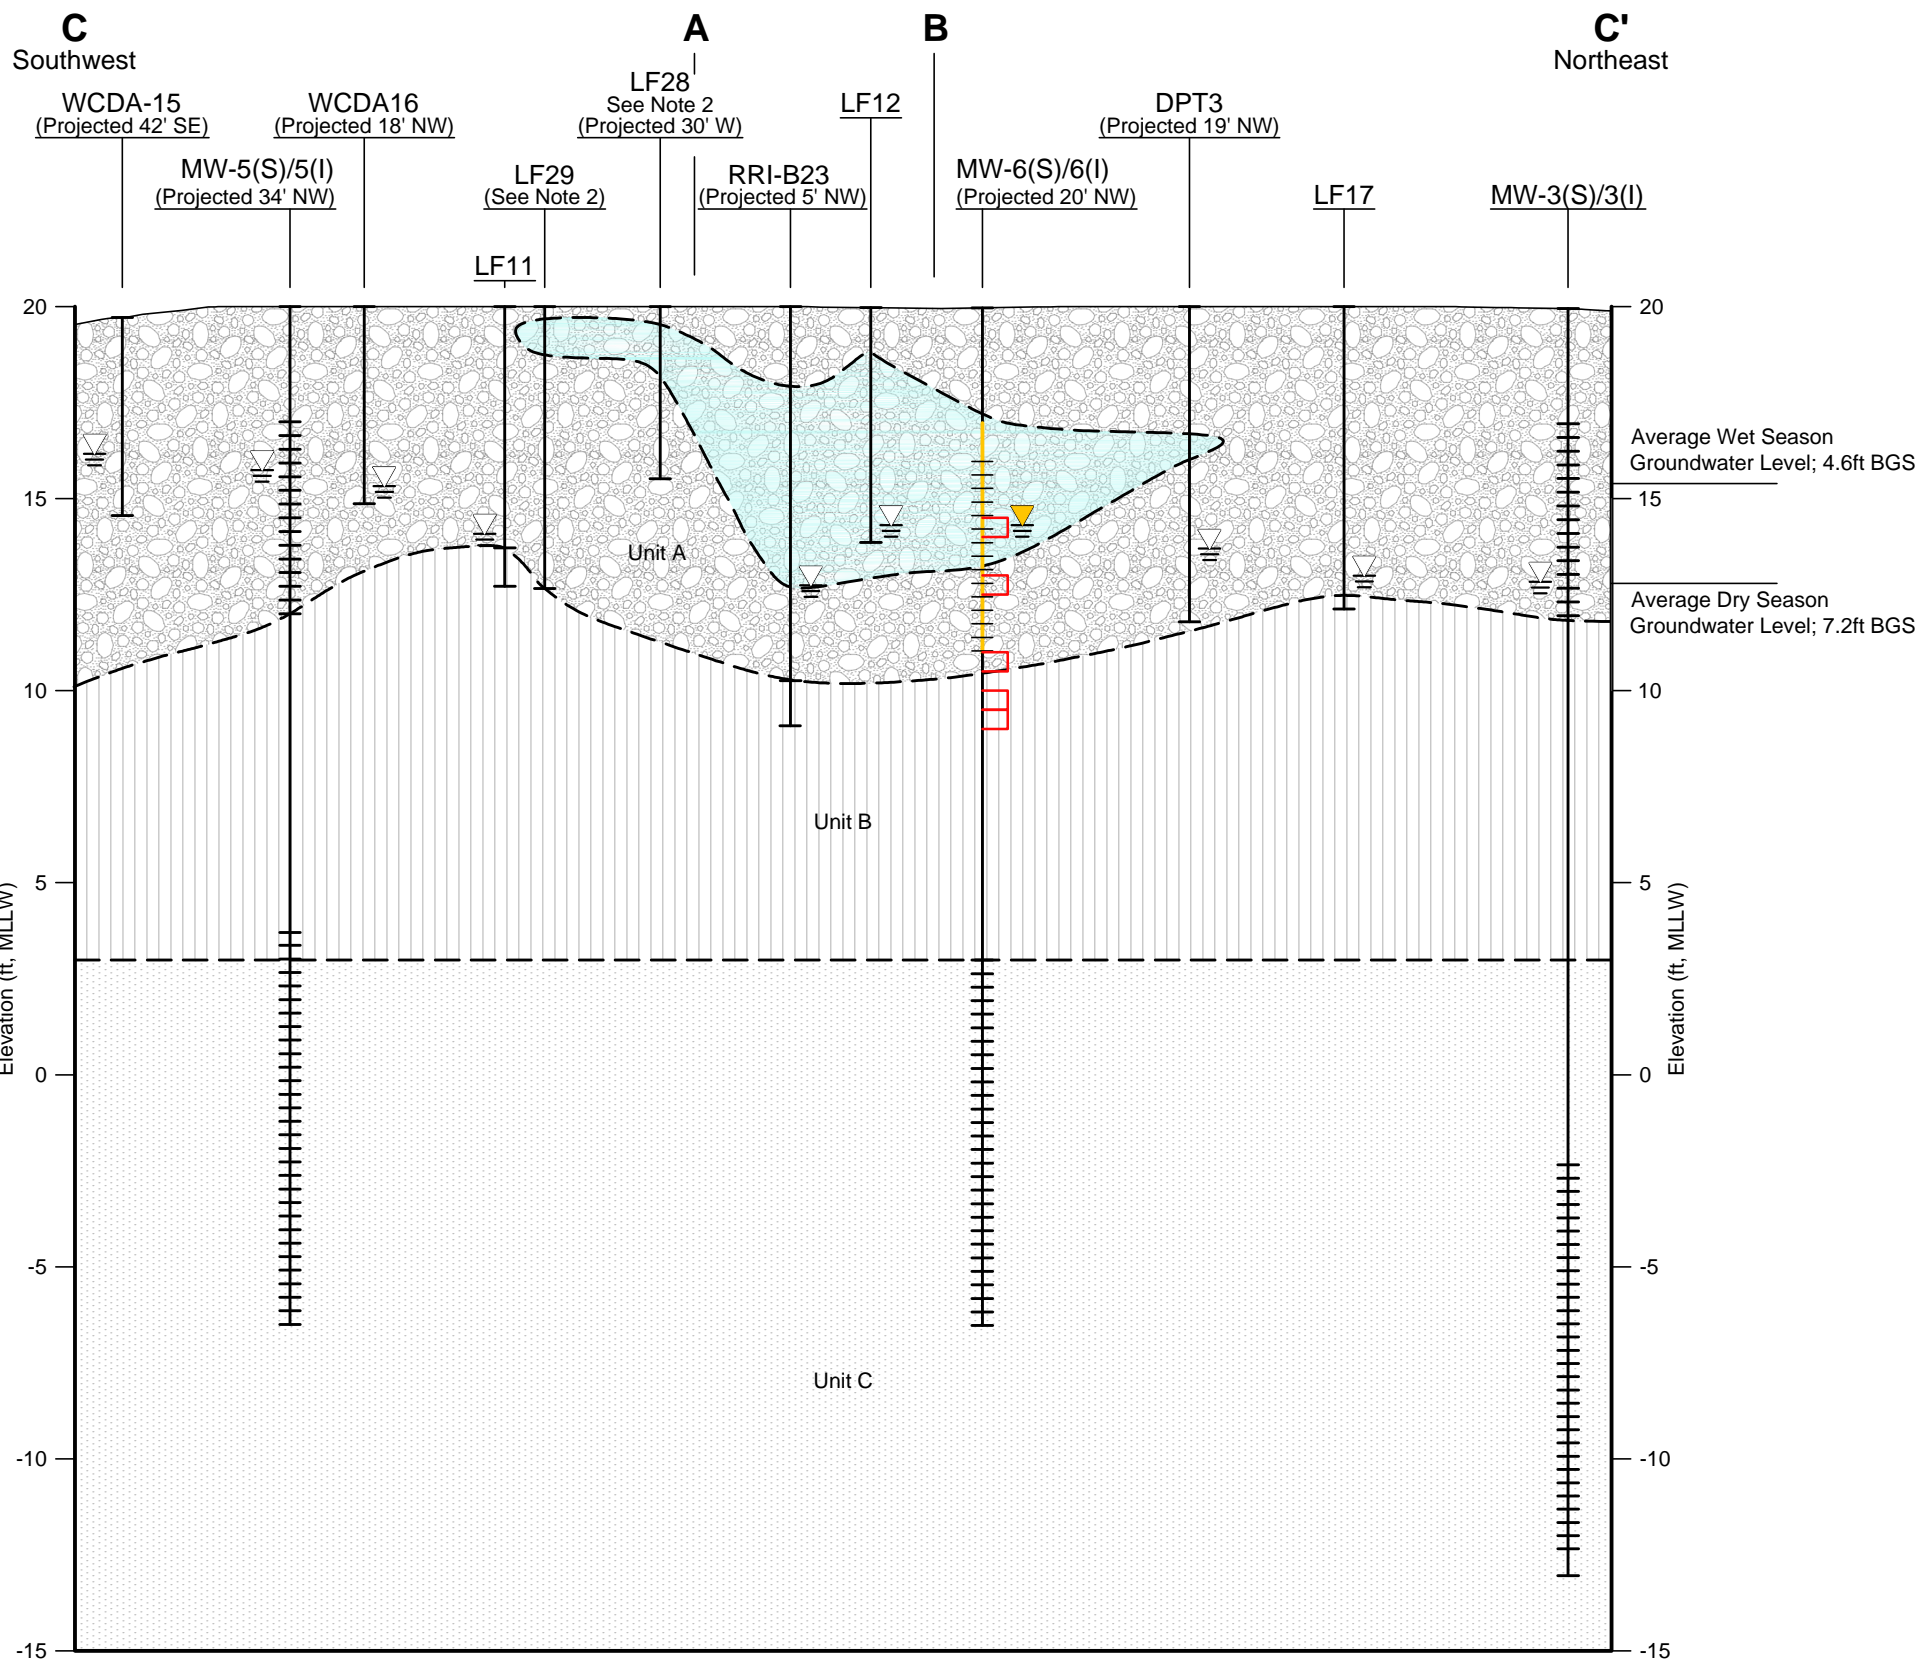 C
A
B
C'
Southwest
Northeast
LF28
See Note 2
(Projected 30' W)
WCDA-15
(Projected 42' SE)
WCDA16
(Projected 18' NW)
LF12
DPT3
(Projected 19' NW)
MW-5(S)/5(I)
(Projected 34' NW)
LF29
(See Note 2)
RRI-B23
(Projected 5' NW)
MW-6(S)/6(I)
(Projected 20' NW)
LF17
MW-3(S)/3(I)
LF11
20
20
Average Wet Season
Groundwater Level; 4.6ft BGS
15
15
Unit A
Average Dry Season
Groundwater Level; 7.2ft BGS
10
10
Unit B
5
5
Elevation (ft, MLLW)
Elevation (ft, MLLW)
0
0
-5
-5
Unit C
-10
-10
-15
-15